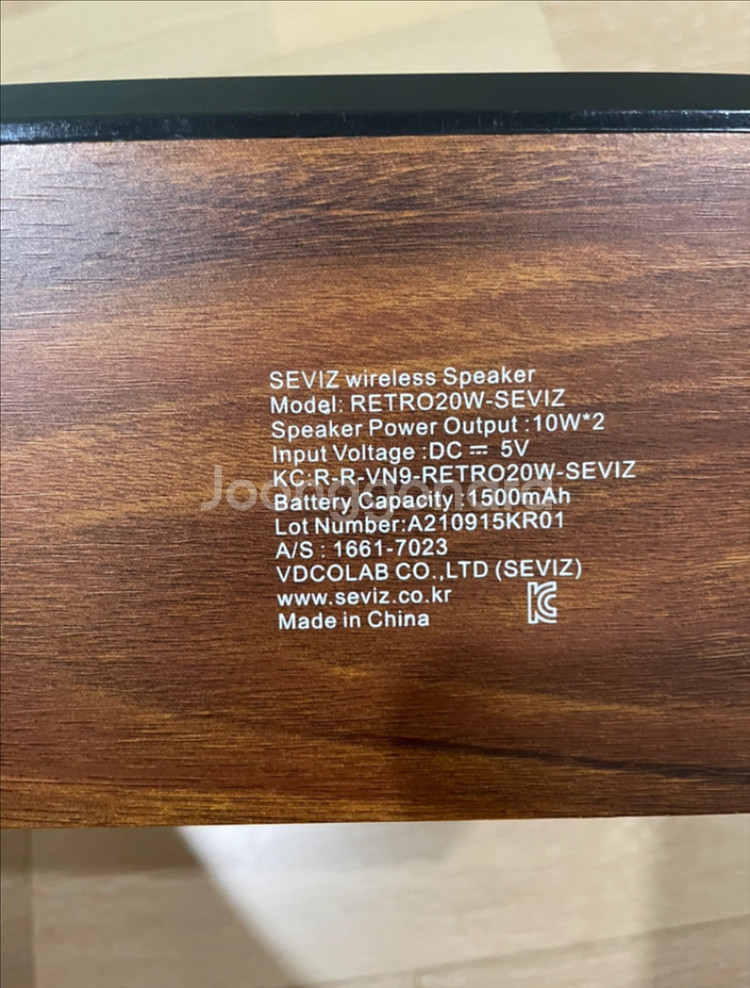 SEVIZ wireless Speaker
Model: RETRO20W-SEVIZ
Speaker Power Output :10W*2
Input Voltage :DC ⎓ 5V
KC:R-R-VN9-RETRO20W-SEVIZ
Joonggonara
Battery Capacity :1500mAh
Lot Number:A210915KR01
A/S : 1661-7023
VDCOLAB CO.,LTD (SEVIZ)
www.seviz.co.kr
Made in China